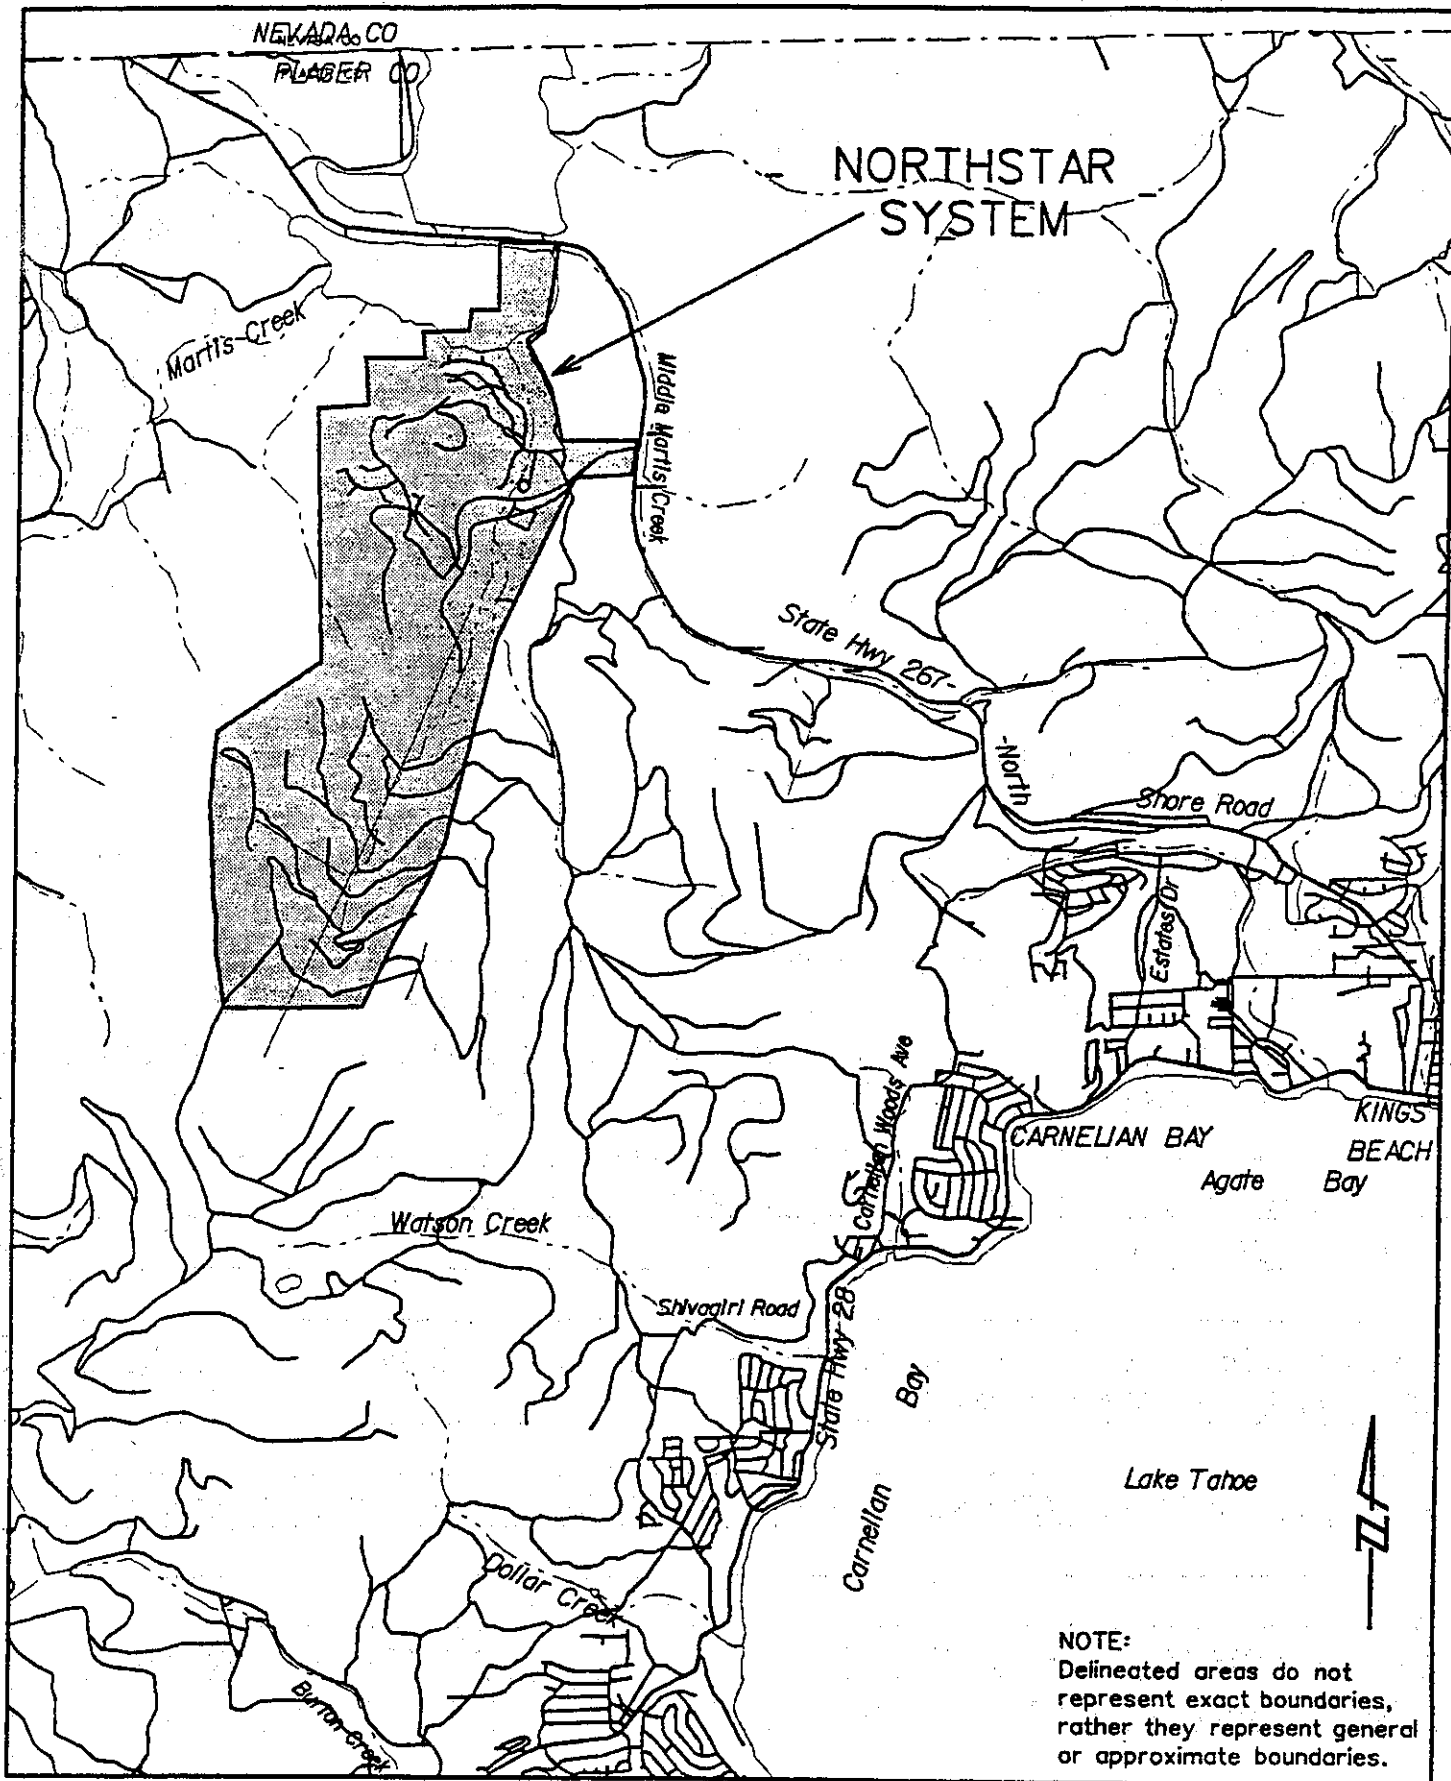 NEVADA CO
PLACER CO
NORTHSTAR
SYSTEM
Martis Creek
Middle Martis Creek
State Hwy 267-
-North
Shore Road
Estates Dr
Carnelian Woods Ave
KINGS
BEACH
CARNELIAN BAY
Agate Bay
Watson Creek
Shivagiri Road
State Hwy 28
Carnelian Bay
Lake Tahoe
Dollar Creek
Burton Creek
NOTE:
Delineated areas do not
represent exact boundaries,
rather they represent general
or approximate boundaries.